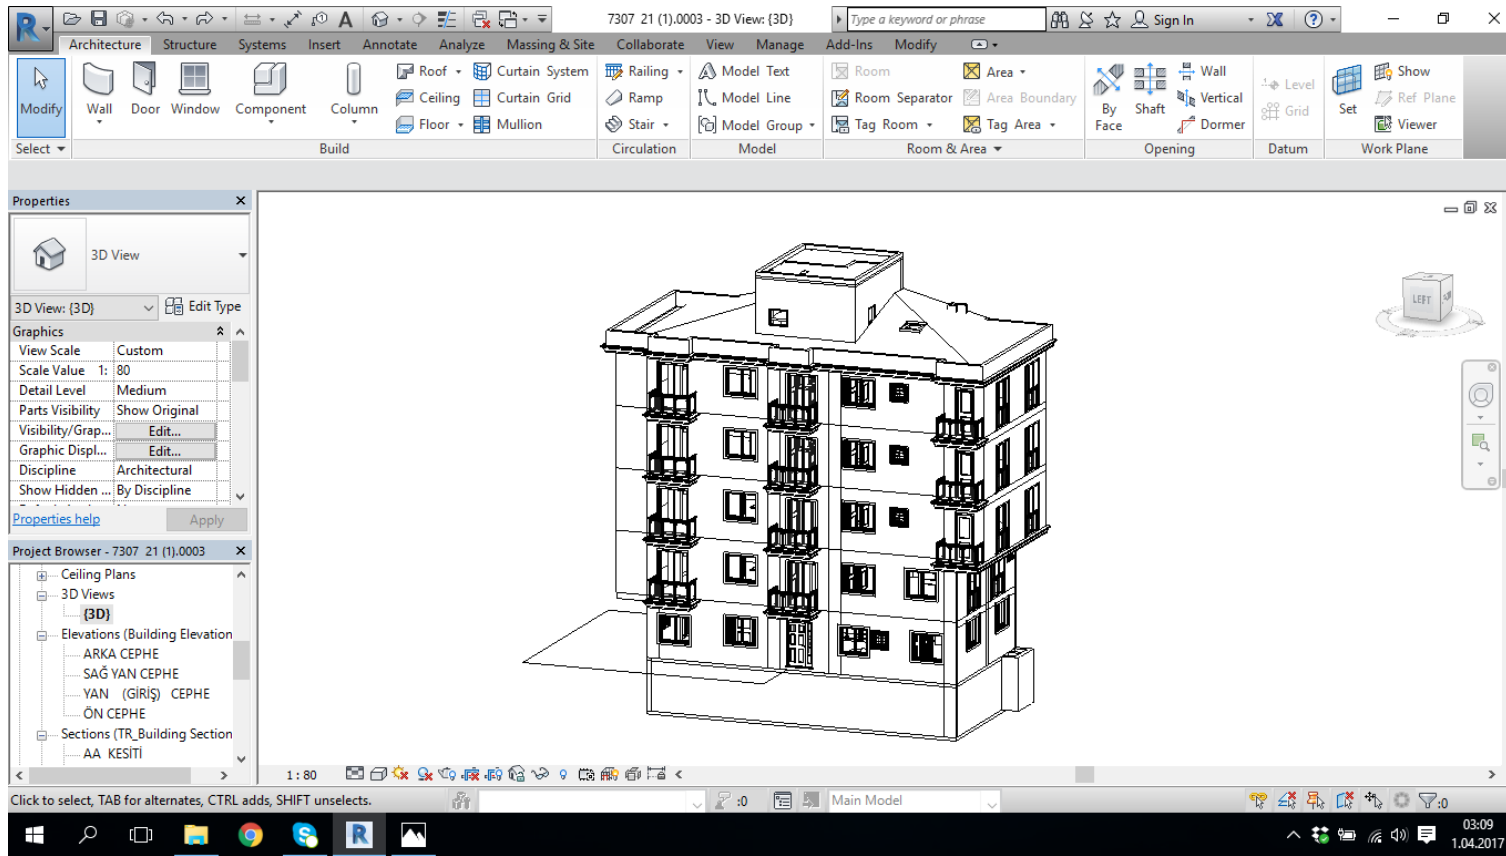 7307 21 (1).0003 - 3D View: {3D}
Type a keyword or phrase
Sign In
Architecture Structure Systems Insert Annotate Analyze Massing & Site Collaborate View Manage Add-Ins Modify
Modify
Wall
Door
Window
Component
Column
Roof
Ceiling
Floor
Curtain System
Curtain Grid
Mullion
Railing
Ramp
Stair
Model Text
Model Line
Model Group
Room
Room Separator
Tag Room
Area
Area Boundary
Tag Area
By
Face
Shaft
Wall
Vertical
Dormer
Level
Grid
Set
Show
Ref Plane
Viewer
Select
Build
Circulation
Model
Room & Area
Opening
Datum
Work Plane
Properties
3D View
3D View: {3D}
Edit Type
Graphics
View Scale Custom
Scale Value 1: 80
Detail Level Medium
Parts Visibility Show Original
Visibility/Grap... Edit...
Graphic Displ... Edit...
Discipline Architectural
Show Hidden ... By Discipline
Properties help
Apply
Project Browser - 7307 21 (1).0003
Ceiling Plans
3D Views
{3D}
Elevations (Building Elevation
ARKA CEPHE
SAĞ YAN CEPHE
YAN (GİRİŞ) CEPHE
ÖN CEPHE
Sections (TR_Building Section
AA KESİTİ
LEFT
1 : 80
Click to select, TAB for alternates, CTRL adds, SHIFT unselects.
:0
Main Model
:0
03:09
1.04.2017